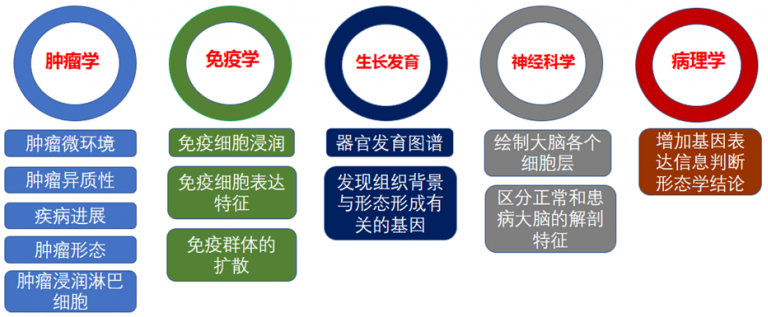 肿瘤学
免疫学
生长发育
神经科学
病理学
肿瘤微环境
肿瘤异质性
疾病进展
肿瘤形态
肿瘤浸润淋巴
细胞
免疫细胞浸润
免疫细胞表达
特征
免疫群体的
扩散
器官发育图谱
发现组织背景
与形态形成有
关的基因
绘制大脑各个
细胞层
区分正常和患
病大脑的解剖
特征
增加基因表
达信息判断
形态学结论